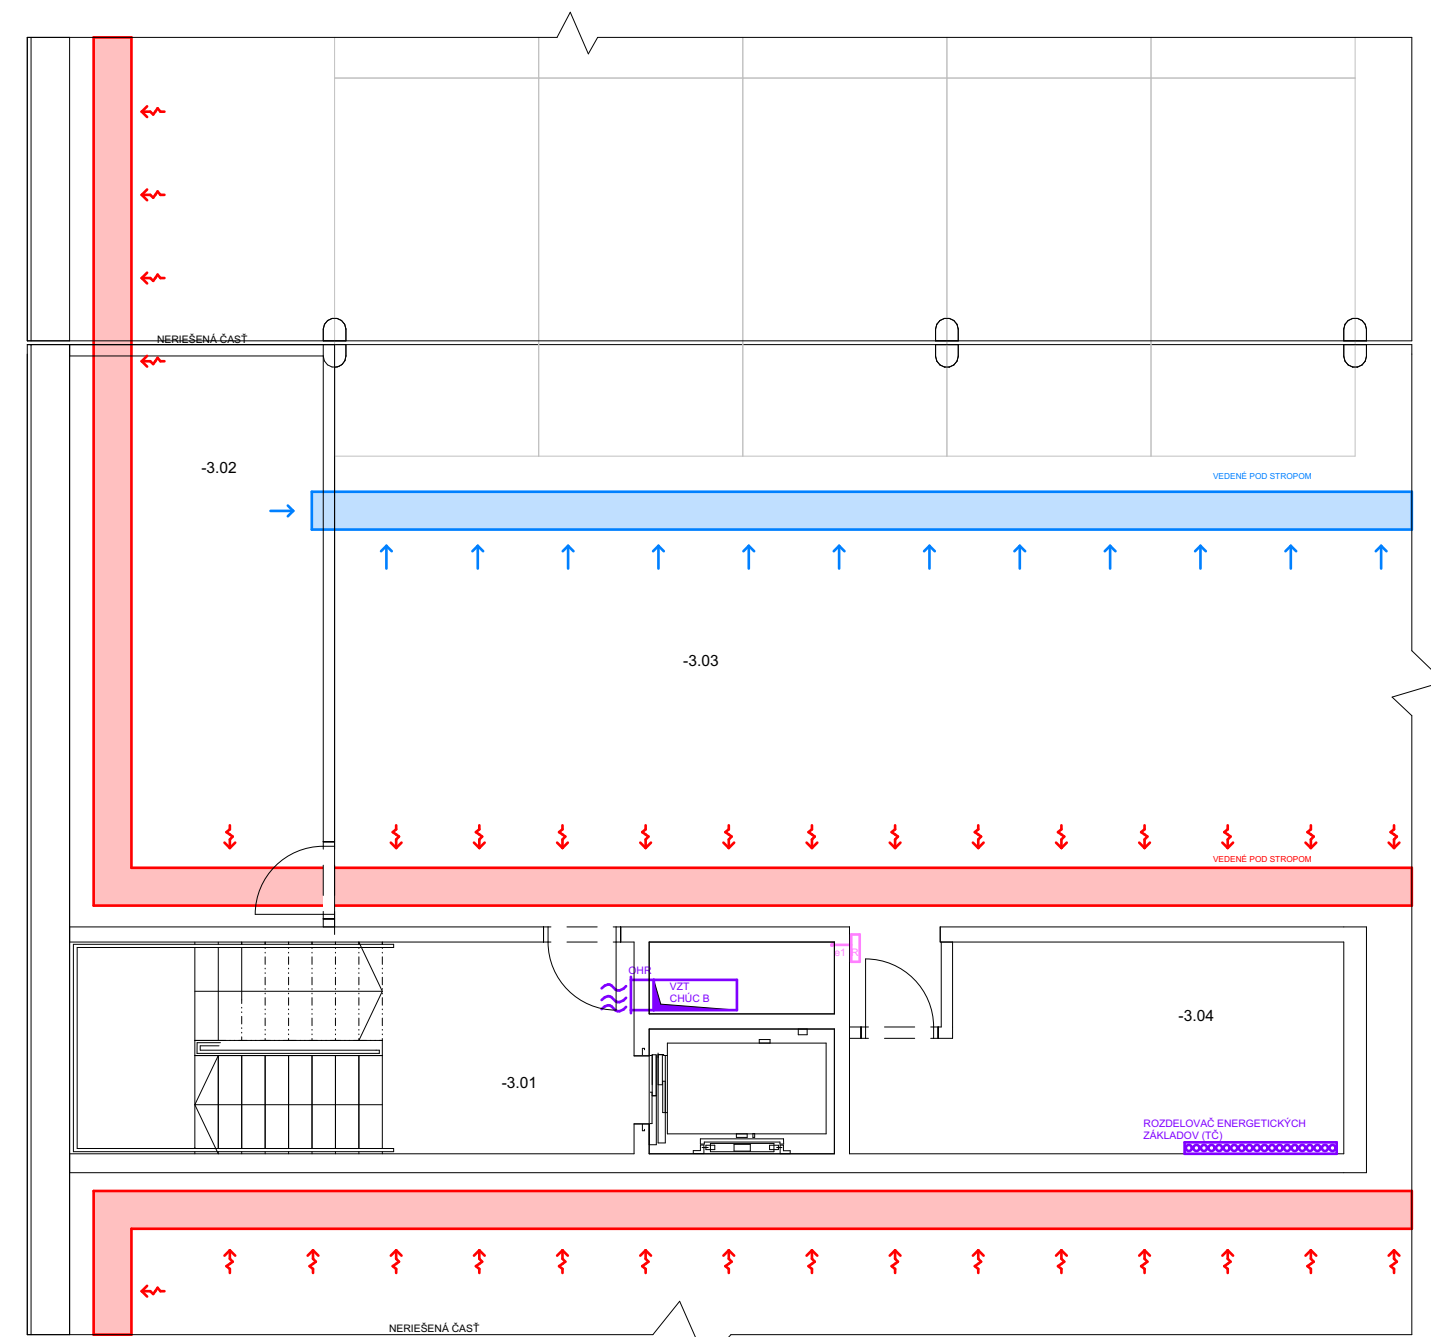 NERIEŠENÁ ČASŤ
-3.02
VEDENÉ POD STROPOM
-3.03
VEDENÉ POD STROPOM
OHR
VZT
CHÚC B
e1 R
-3.04
-3.01
ROZDELOVAČ ENERGETICKÝCH
ZÁKLADOV (TČ)
NERIEŠENÁ ČASŤ